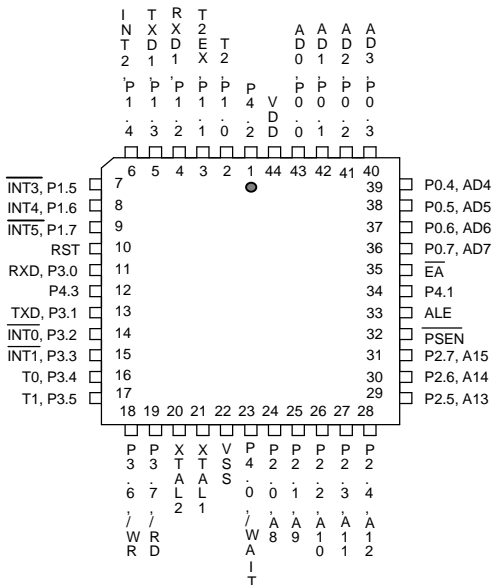 INT2, P1.4
TXD1, P1.3
RXD1, P1.2
T2EX, P1.1
T2, P1.0
P4.2
VDD
AD0, P0.0
AD1, P0.1
AD2, P0.2
AD3, P0.3
6 5 4 3 2 1 44 43 42 41 40
INT3, P1.5 7
INT4, P1.6 8
INT5, P1.7 9
RST 10
RXD, P3.0 11
P4.3 12
TXD, P3.1 13
INT0, P3.2 14
INT1, P3.3 15
T0, P3.4 16
T1, P3.5 17
39 P0.4, AD4
38 P0.5, AD5
37 P0.6, AD6
36 P0.7, AD7
35 EA
34 P4.1
33 ALE
32 PSEN
31 P2.7, A15
30 P2.6, A14
29 P2.5, A13
18 19 20 21 22 23 24 25 26 27 28
P3.6, /WR
P3.7, /RD
XTAL2
XTAL1
VSS
P4.0, /WAIT
P2.0, A8
P2.1, A9
P2.2, A10
P2.3, A11
P2.4, A12